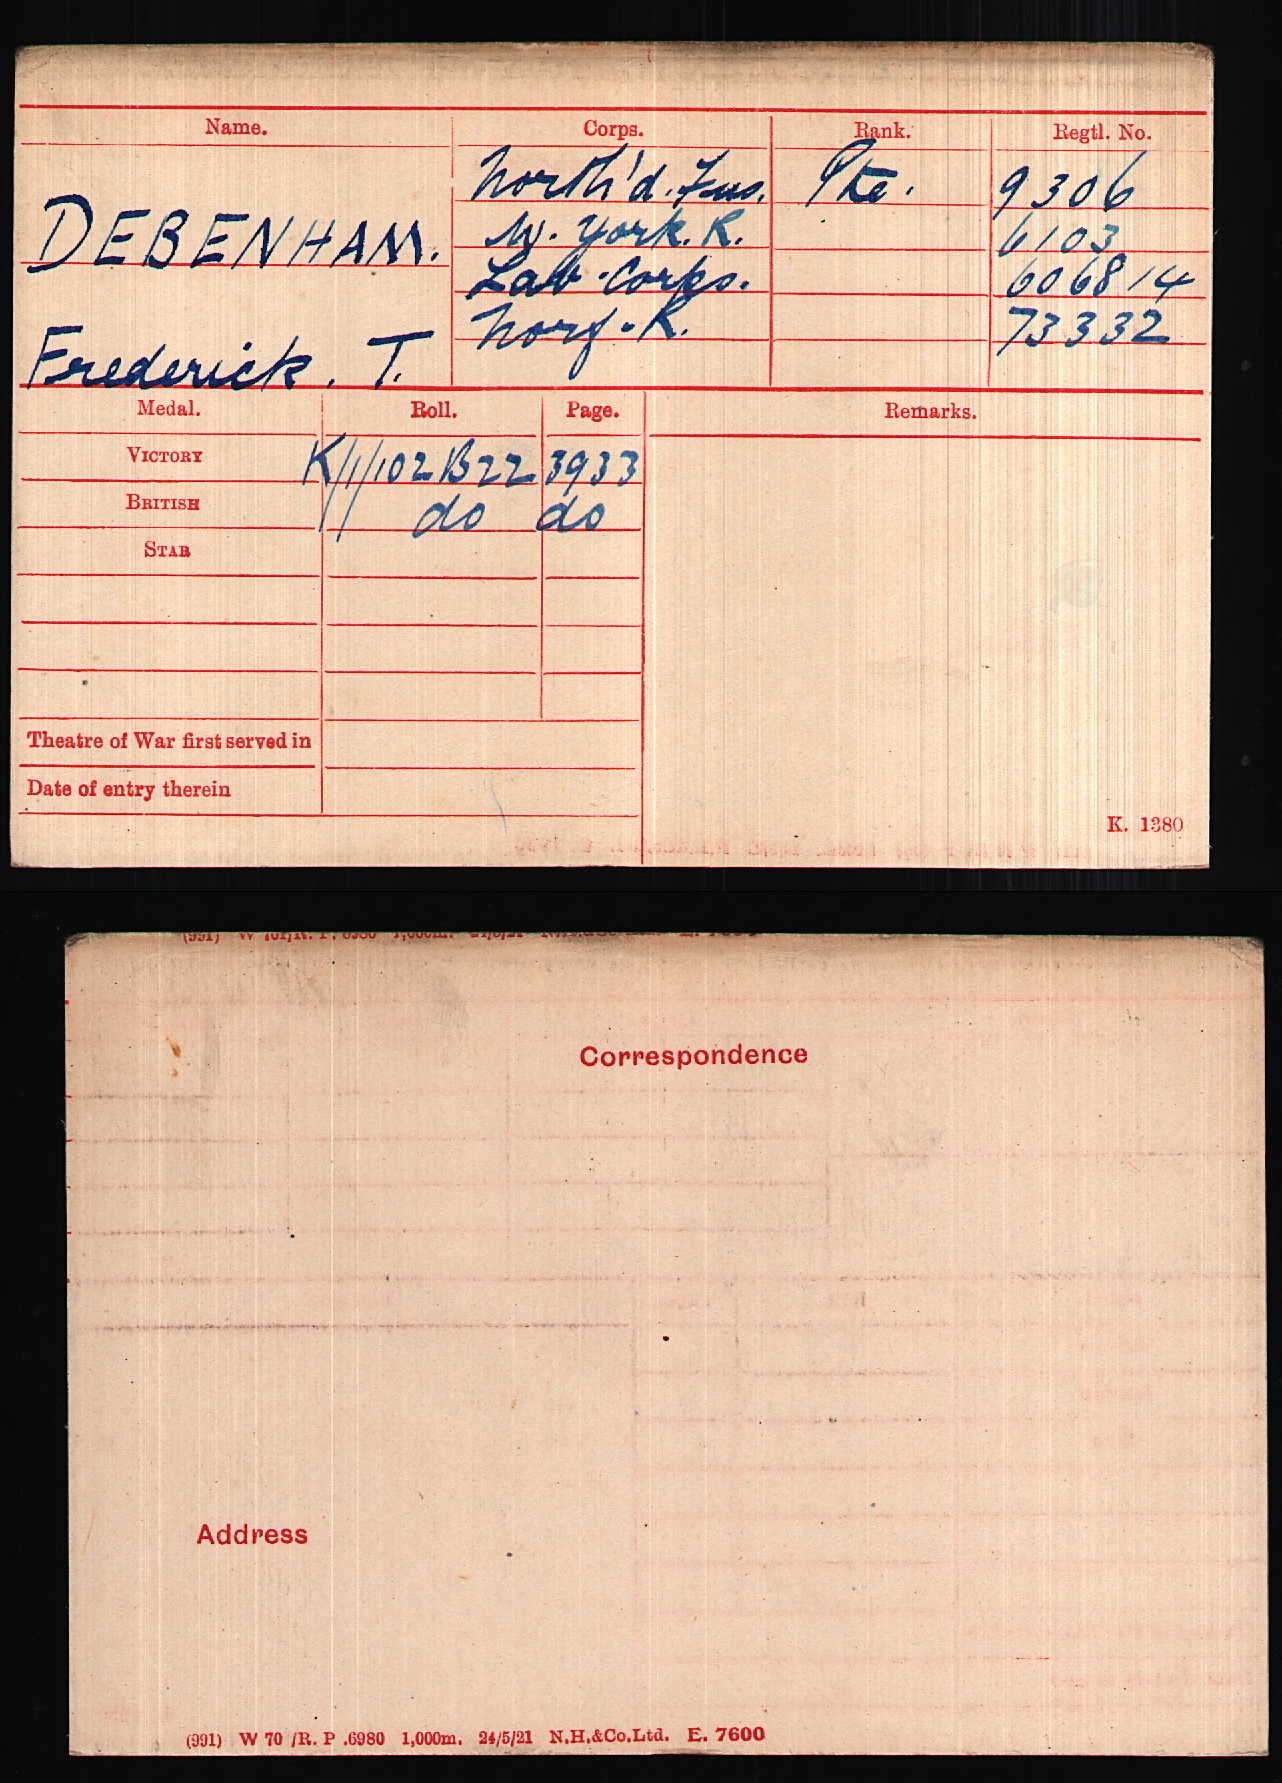 Name. Corps. Rank. Regtl. No.
North'd. Fus. Pte. 9306
DEBENHAM. W. York. R. 6103
Lab. Corps. 606814
Frederick. T. Norf. R. 73332
Medal. Roll. Page. Remarks.
VICTORY K/1/102B22 3933
BRITISH do do
STAR
Theatre of War first served in
Date of entry therein
K. 1380
Correspondence
Address
(991) W 70 /R. P .6980 1,000m. 24/5/21 N.H.&Co.Ltd. E. 7600